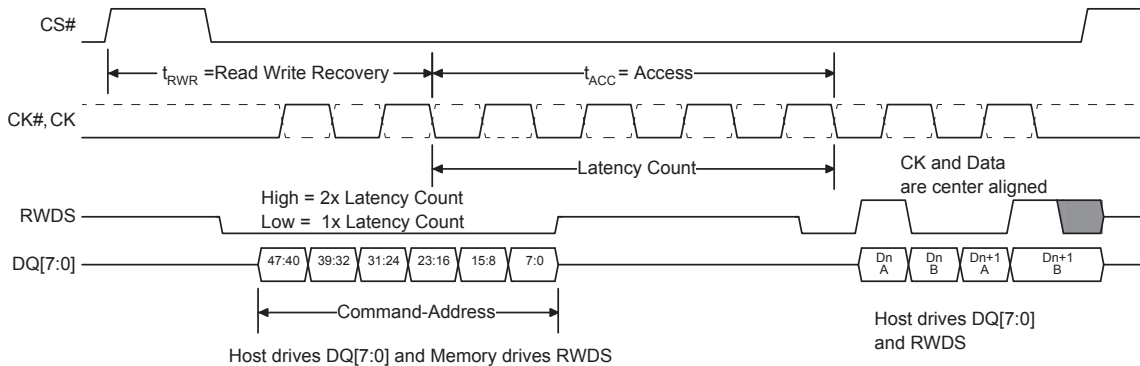 CS#
t_RWR =Read Write Recovery
t_ACC = Access
CK#, CK
Latency Count
CK and Data
are center aligned
High = 2x Latency Count
Low = 1x Latency Count
RWDS
DQ[7:0]
47:40 39:32 31:24 23:16 15:8 7:0
Dn
A
Dn
B
Dn+1
A
Dn+1
B
Command-Address
Host drives DQ[7:0]
and RWDS
Host drives DQ[7:0] and Memory drives RWDS